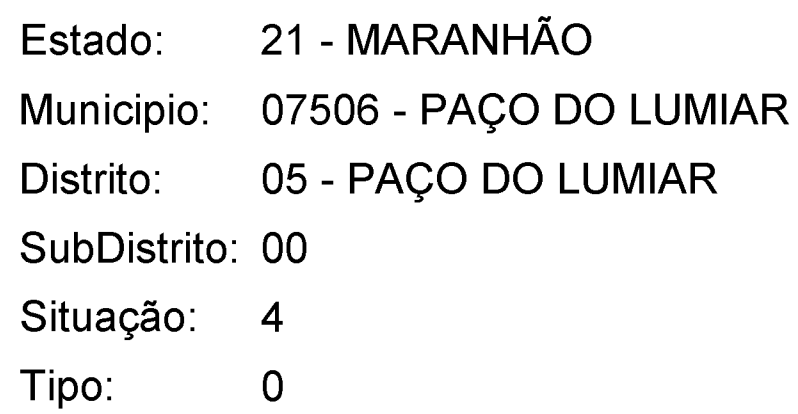 Estado: 21 - MARANHÃO
Municipio: 07506 - PAÇO DO LUMIAR
Distrito: 05 - PAÇO DO LUMIAR
SubDistrito: 00
Situação: 4
Tipo: 0